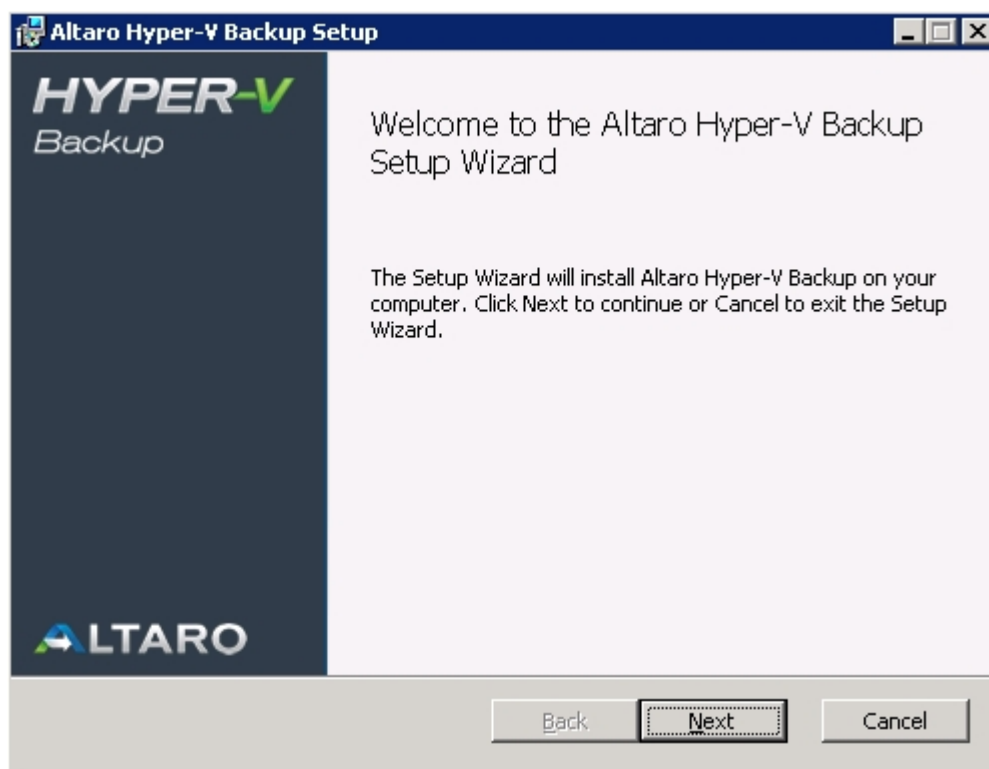 Altaro Hyper-V Backup Setup
HYPER-V
Backup
Welcome to the Altaro Hyper-V Backup
Setup Wizard
The Setup Wizard will install Altaro Hyper-V Backup on your
computer. Click Next to continue or Cancel to exit the Setup
Wizard.
ALTARO
Back
Next
Cancel